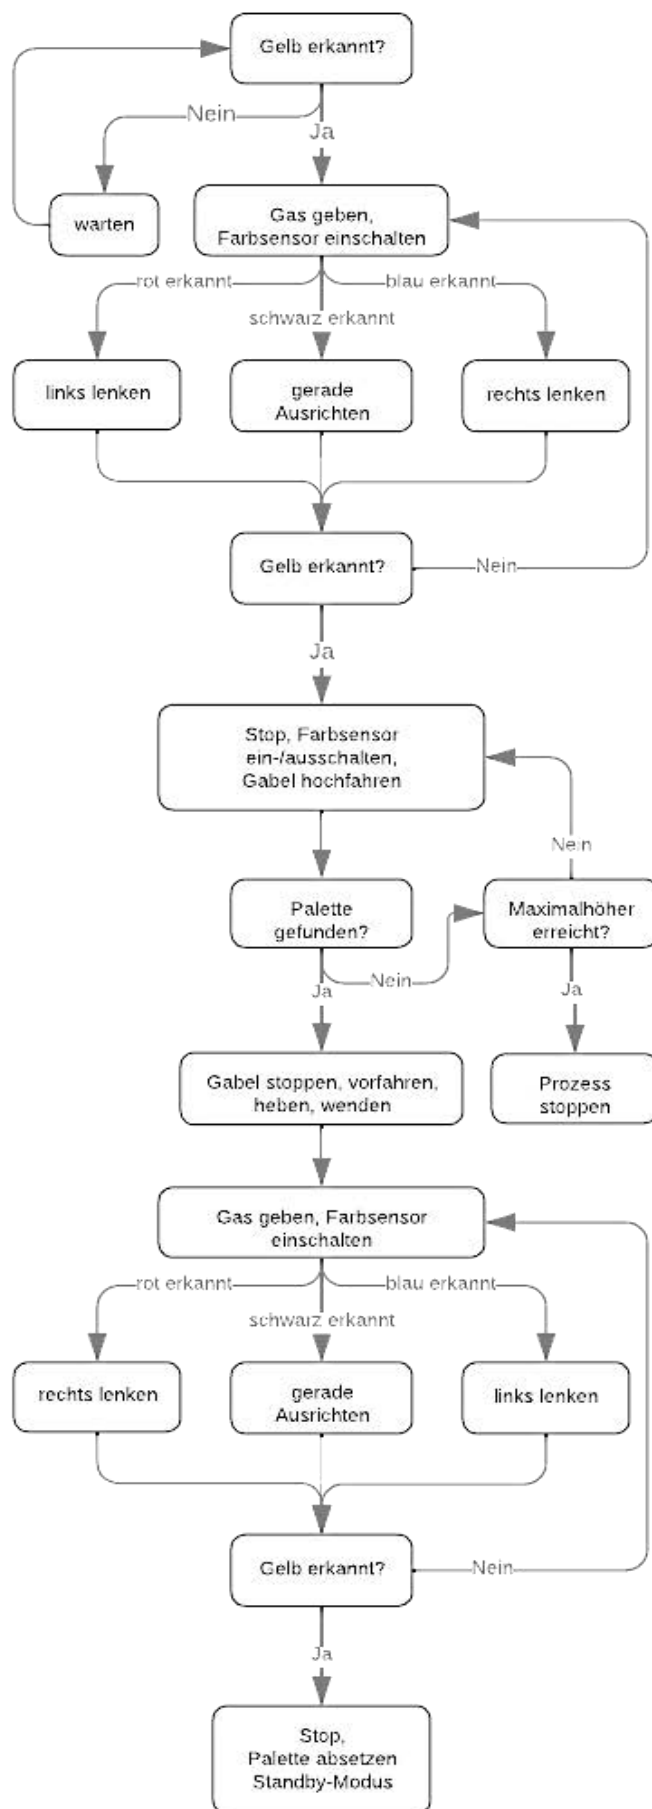 Gelb erkannt?
Nein
Ja
warten
Gas geben,
Farbsensor einschalten
rot erkannt
blau erkannt
schwarz erkannt
links lenken
gerade
Ausrichten
rechts lenken
Gelb erkannt?
Nein
Ja
Stop, Farbsensor
ein-/ausschalten,
Gabel hochfahren
Nein
Palette
gefunden?
Maximalhöher
erreicht?
Nein
Ja
Ja
Gabel stoppen, vorfahren,
heben, wenden
Prozess
stoppen
Gas geben, Farbsensor
einschalten
rot erkannt
blau erkannt
schwarz erkannt
rechts lenken
gerade
Ausrichten
links lenken
Gelb erkannt?
Nein
Ja
Stop,
Palette absetzen
Standby-Modus